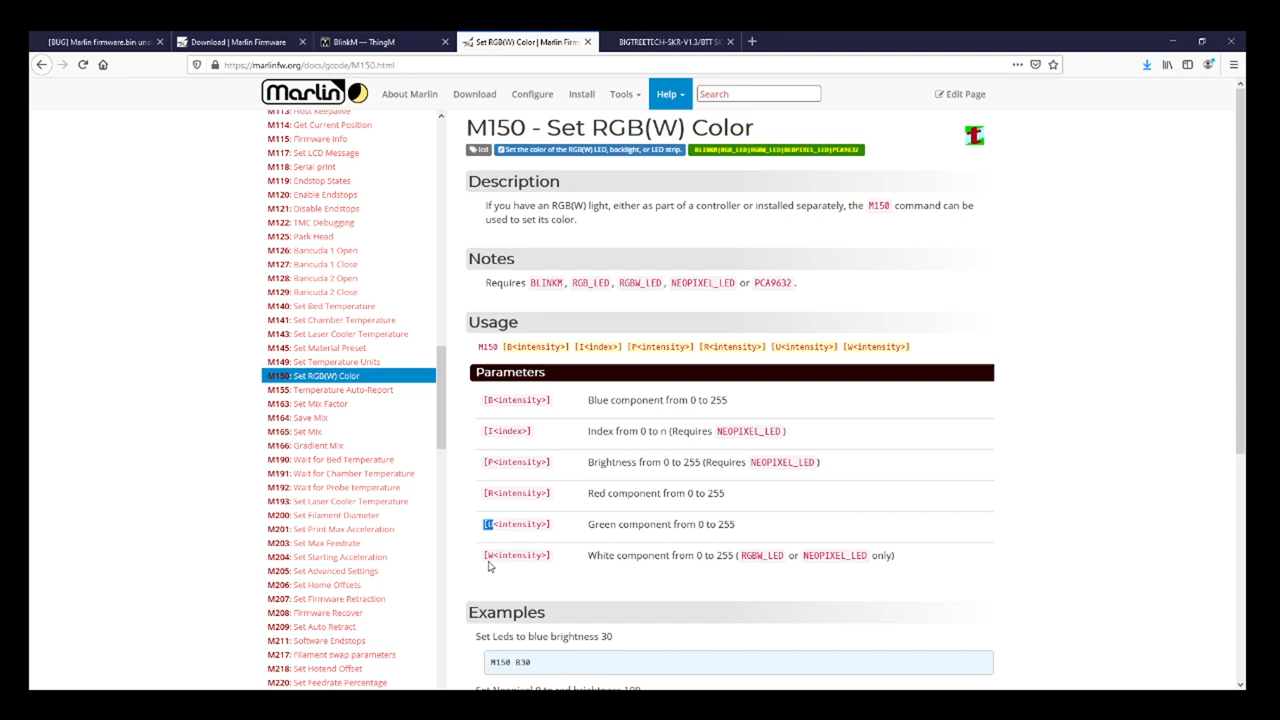 [BUG] Marlin firmware.bin una
Download | Marlin Firmware
BlinkM — ThingM
Set RGB(W) Color | Marlin Firm
BIGTREETECH-SKR-V1.3/BTT SK
https://marlinfw.org/docs/gcode/M150.html
Marlin
About Marlin
Download
Configure
Install
Tools
Help
Search
Edit Page
M113: Host Keepalive
M114: Get Current Position
M115: Firmware Info
M117: Set LCD Message
M118: Serial print
M119: Endstop States
M120: Enable Endstops
M121: Disable Endstops
M122: TMC Debugging
M125: Park Head
M126: Baricuda 1 Open
M127: Baricuda 1 Close
M128: Baricuda 2 Open
M129: Baricuda 2 Close
M140: Set Bed Temperature
M141: Set Chamber Temperature
M143: Set Laser Cooler Temperature
M145: Set Material Preset
M149: Set Temperature Units
M150: Set RGB(W) Color
M155: Temperature Auto-Report
M163: Set Mix Factor
M164: Save Mix
M165: Set Mix
M166: Gradient Mix
M190: Wait for Bed Temperature
M191: Wait for Chamber Temperature
M192: Wait for Probe temperature
M193: Set Laser Cooler Temperature
M200: Set Filament Diameter
M201: Set Print Max Acceleration
M203: Set Max Feedrate
M204: Set Starting Acceleration
M205: Set Advanced Settings
M206: Set Home Offsets
M207: Set Firmware Retraction
M208: Firmware Recover
M209: Set Auto Retract
M211: Software Endstops
M217: Filament swap parameters
M218: Set Hotend Offset
M220: Set Feedrate Percentage
M150 - Set RGB(W) Color
lcd Set the color of the RGB(W) LED, backlight, or LED strip. BLINKM|RGB_LED|RGBW_LED|NEOPIXEL_LED|PCA9632
Description
If you have an RGB(W) light, either as part of a controller or installed separately, the M150 command can be
used to set its color.
Notes
Requires BLINKM, RGB_LED, RGBW_LED, NEOPIXEL_LED or PCA9632.
Usage
M150 [B<intensity>] [I<index>] [P<intensity>] [R<intensity>] [U<intensity>] [W<intensity>]
Parameters
[B<intensity>] Blue component from 0 to 255
[I<index>] Index from 0 to n (Requires NEOPIXEL_LED)
[P<intensity>] Brightness from 0 to 255 (Requires NEOPIXEL_LED)
[R<intensity>] Red component from 0 to 255
[U<intensity>] Green component from 0 to 255
[W<intensity>] White component from 0 to 255 (RGBW_LED or NEOPIXEL_LED only)
Examples
Set Leds to blue brightness 30
M150 B30
Set Neopixel 0 to red brightness 100